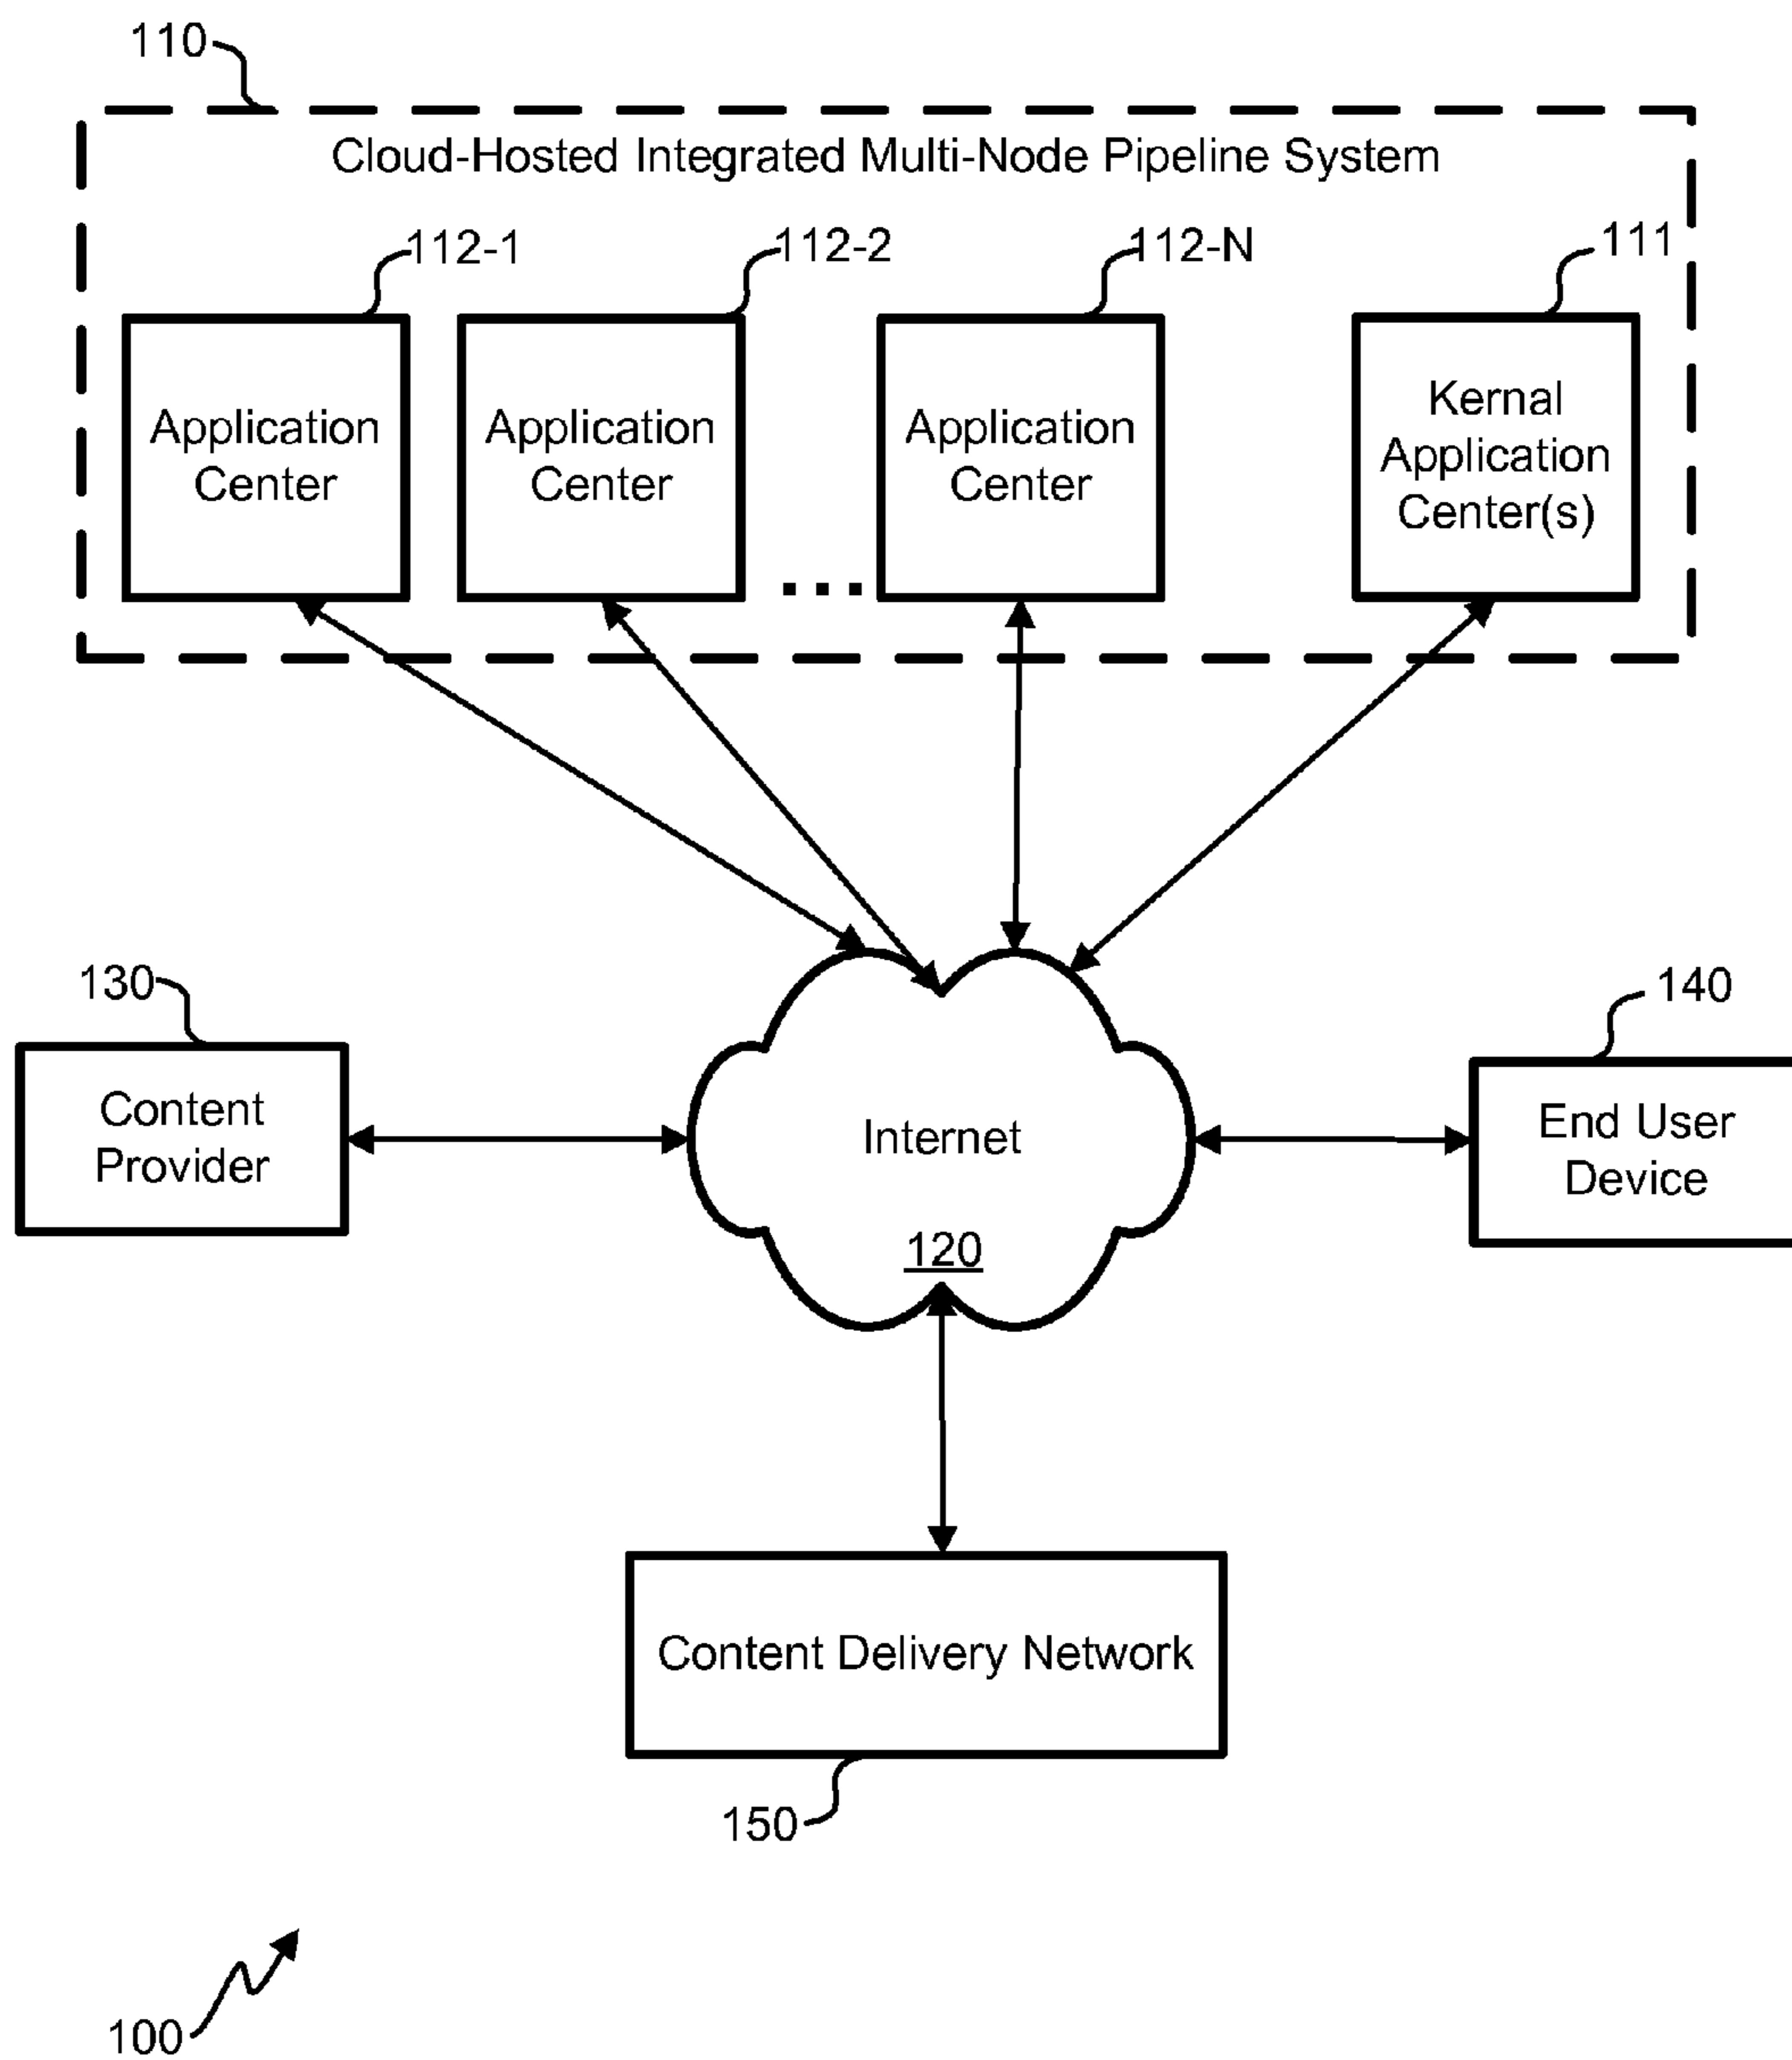 110
Cloud-Hosted Integrated Multi-Node Pipeline System
112-1
112-2
112-N
111
Application
Center
Application
Center
...
Application
Center
Kernal
Application
Center(s)
130
140
Content
Provider
Internet
120
End User
Device
Content Delivery Network
150
100